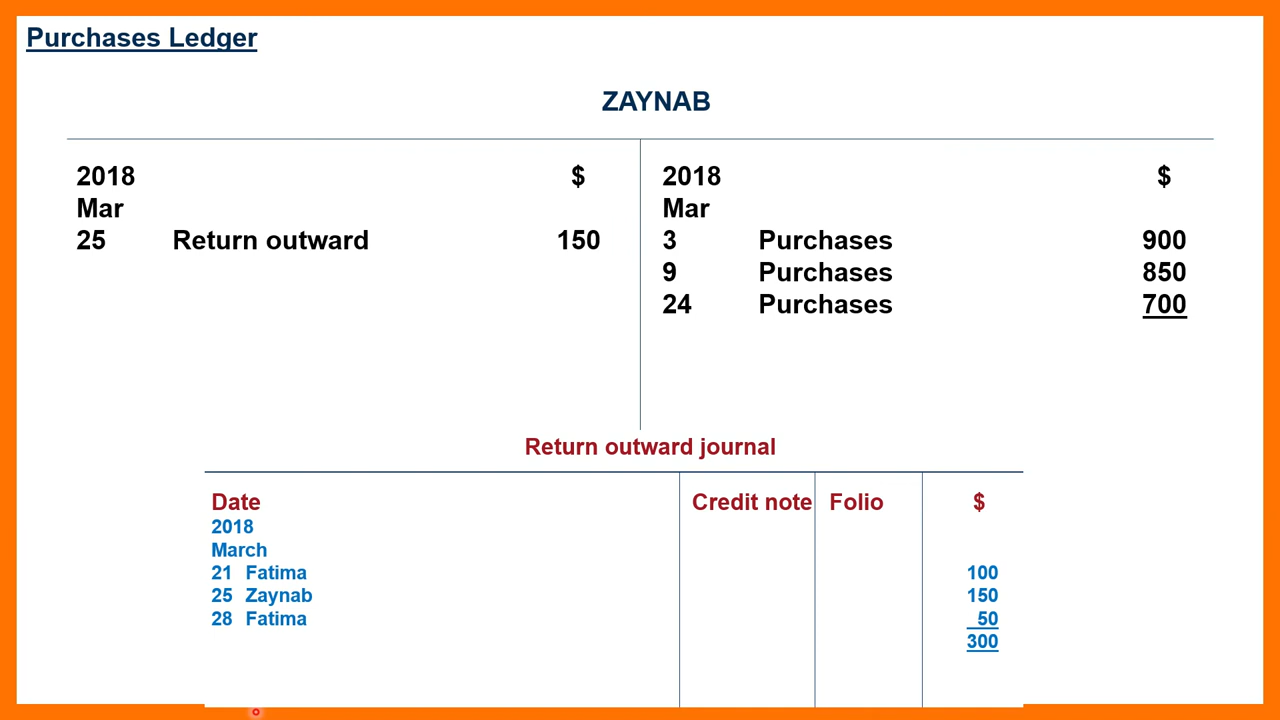 Purchases Ledger
ZAYNAB
2018 $ 2018 $
Mar Mar
25 Return outward 150 3 Purchases 900
9 Purchases 850
24 Purchases 700
Return outward journal
Date Credit note Folio $
2018
March
21 Fatima 100
25 Zaynab 150
28 Fatima 50
300